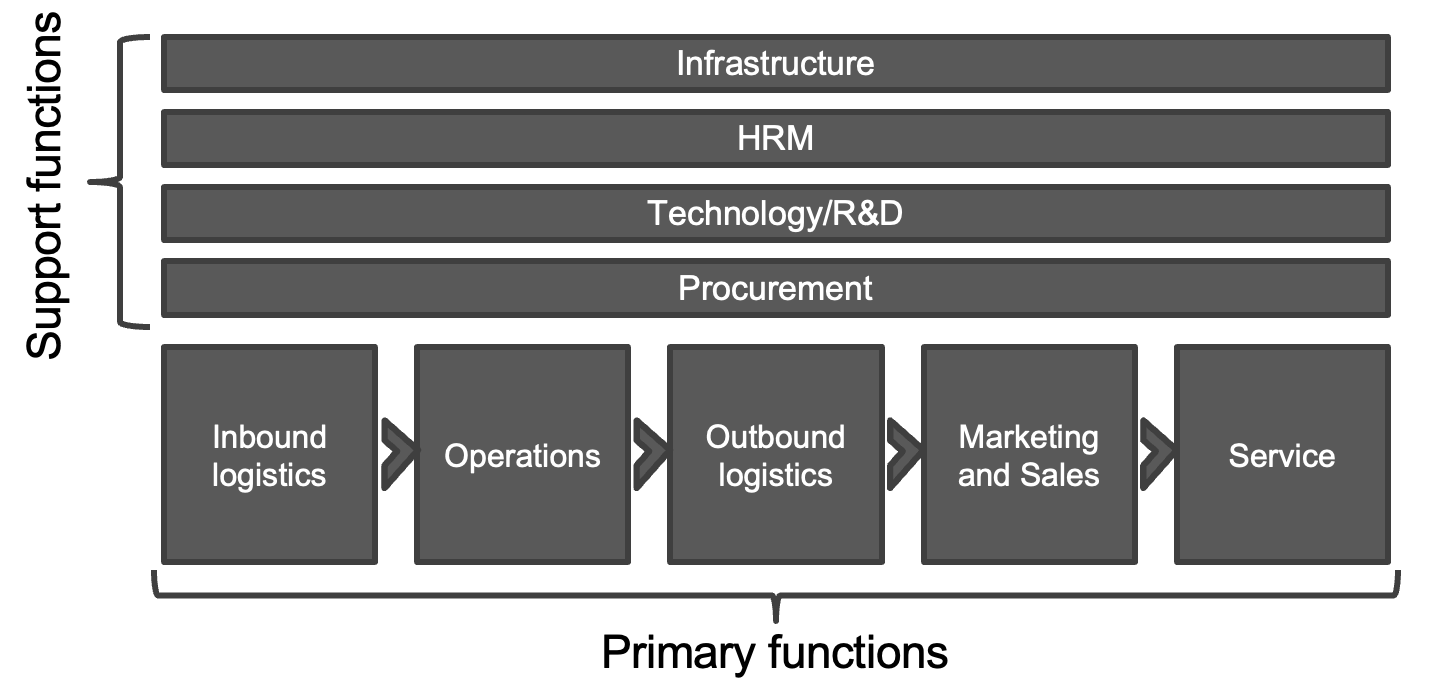 Support functions
Infrastructure
HRM
Technology/R&D
Procurement
Inbound
logistics
Operations
Outbound
logistics
Marketing
and Sales
Service
Primary functions